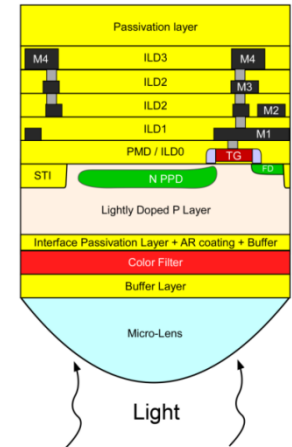 Passivation layer
M4 ILD3 M4
ILD2 M3
ILD2 M2
ILD1 M1
PMD / ILD0 TG
STI N PPD FD
Lightly Doped P Layer
Interface Passivation Layer + AR coating + Buffer
Color Filter
Buffer Layer
Micro-Lens
Light